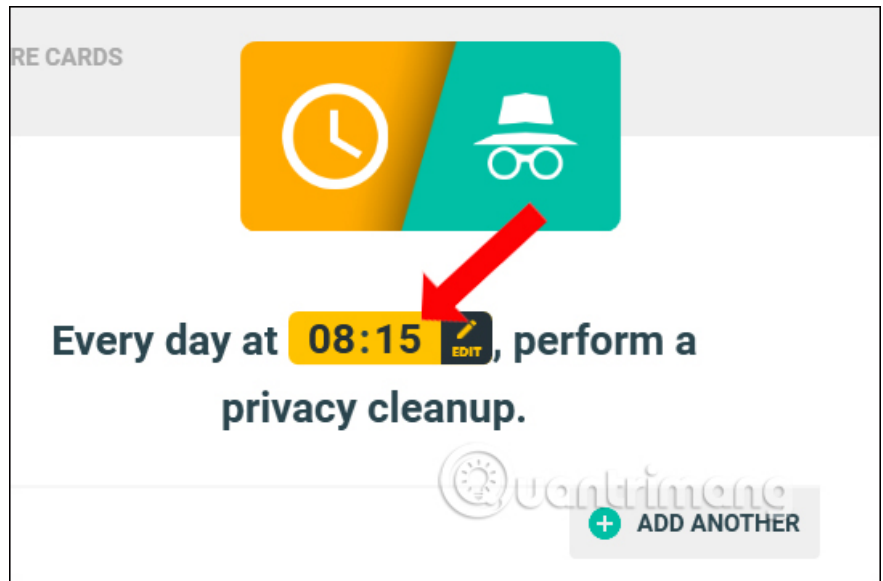 RE CARDS
Every day at 08:15 EDIT, perform a
privacy cleanup.
Quantrimang
ADD ANOTHER